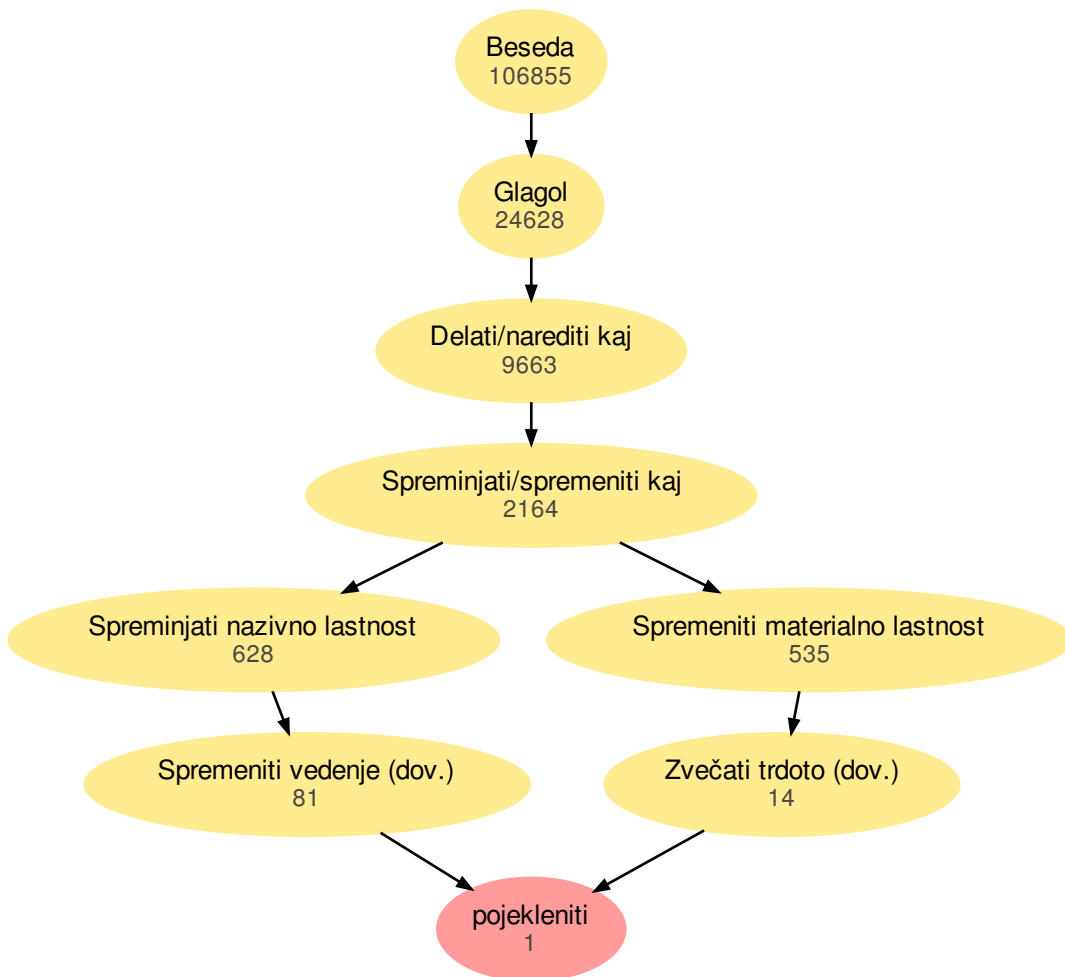 Beseda
106855
Glagol
24628
Delati/narediti kaj
9663
Spreminjati/spremeniti kaj
2164
Spreminjati nazivno lastnost
628
Spremeniti materialno lastnost
535
Spremeniti vedenje (dov.)
81
Zvečati trdoto (dov.)
14
pojekleniti
1